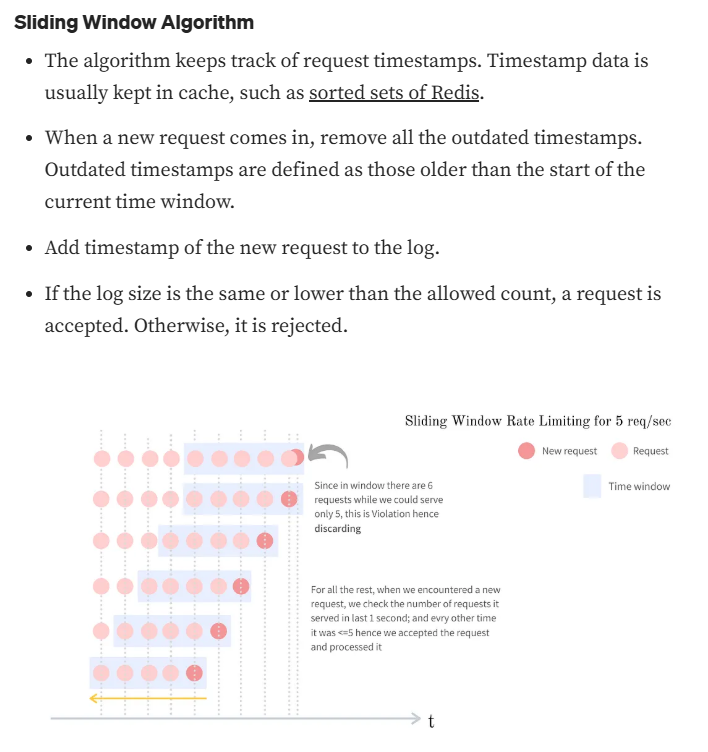 Sliding Window Algorithm
• The algorithm keeps track of request timestamps. Timestamp data is
usually kept in cache, such as sorted sets of Redis.
• When a new request comes in, remove all the outdated timestamps.
Outdated timestamps are defined as those older than the start of the
current time window.
• Add timestamp of the new request to the log.
• If the log size is the same or lower than the allowed count, a request is
accepted. Otherwise, it is rejected.
Sliding Window Rate Limiting for 5 req/sec
New request
Request
Time window
Since in window there are 6
requests while we could serve
only 5, this is Violation hence
discarding
For all the rest, when we encountered a new
request, we check the number of requests it
served in last 1 second; and evry other time
it was <=5 hence we accepted the request
and processed it
t